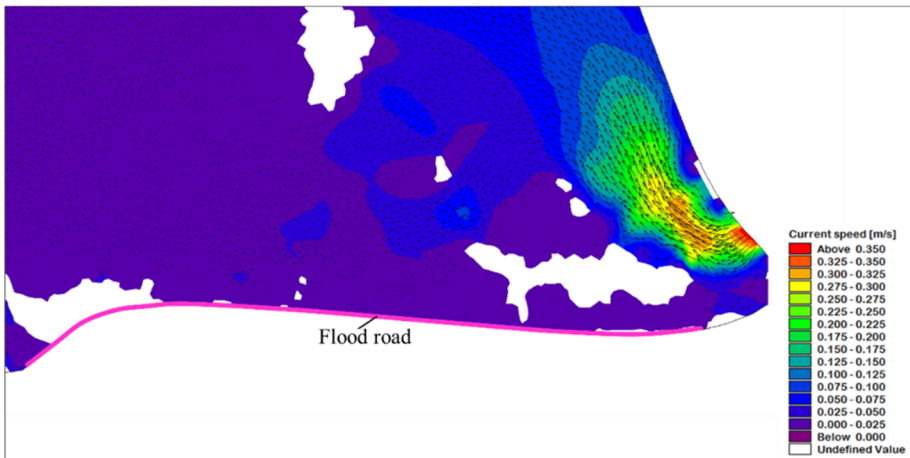 Flood road
Current speed [m/s]
Above 0.350
0.325 - 0.350
0.300 - 0.325
0.275 - 0.300
0.250 - 0.275
0.225 - 0.250
0.200 - 0.225
0.175 - 0.200
0.150 - 0.175
0.125 - 0.150
0.100 - 0.125
0.075 - 0.100
0.050 - 0.075
0.025 - 0.050
0.000 - 0.025
Below 0.000
Undefined Value